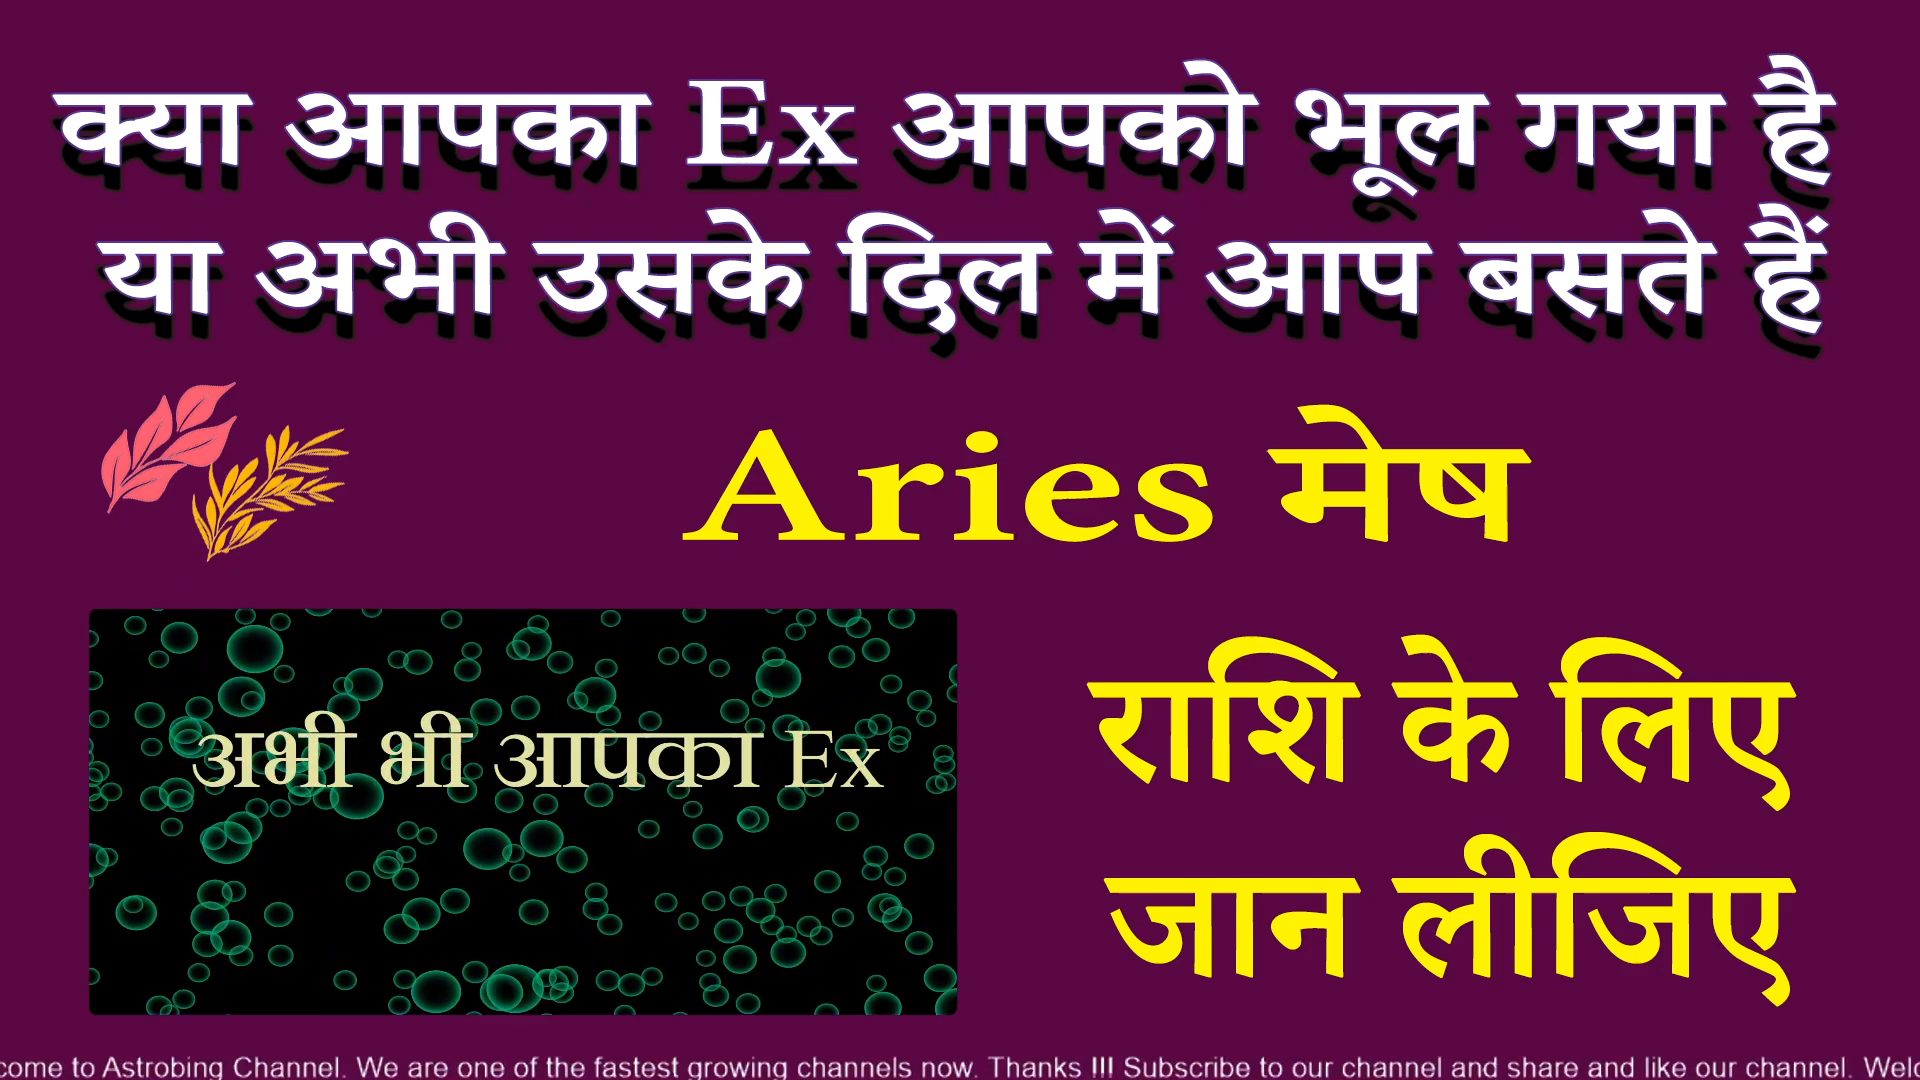 क्या आपका Ex आपको भूल गया है
या अभी उसके दिल में आप बसते हैं
Aries मेष
अभी भी आपका Ex
राशि के लिए
जान लीजिए
come to Astrobing Channel. We are one of the fastest growing channels now. Thanks !!! Subscribe to our channel and share and like our channel. Welc